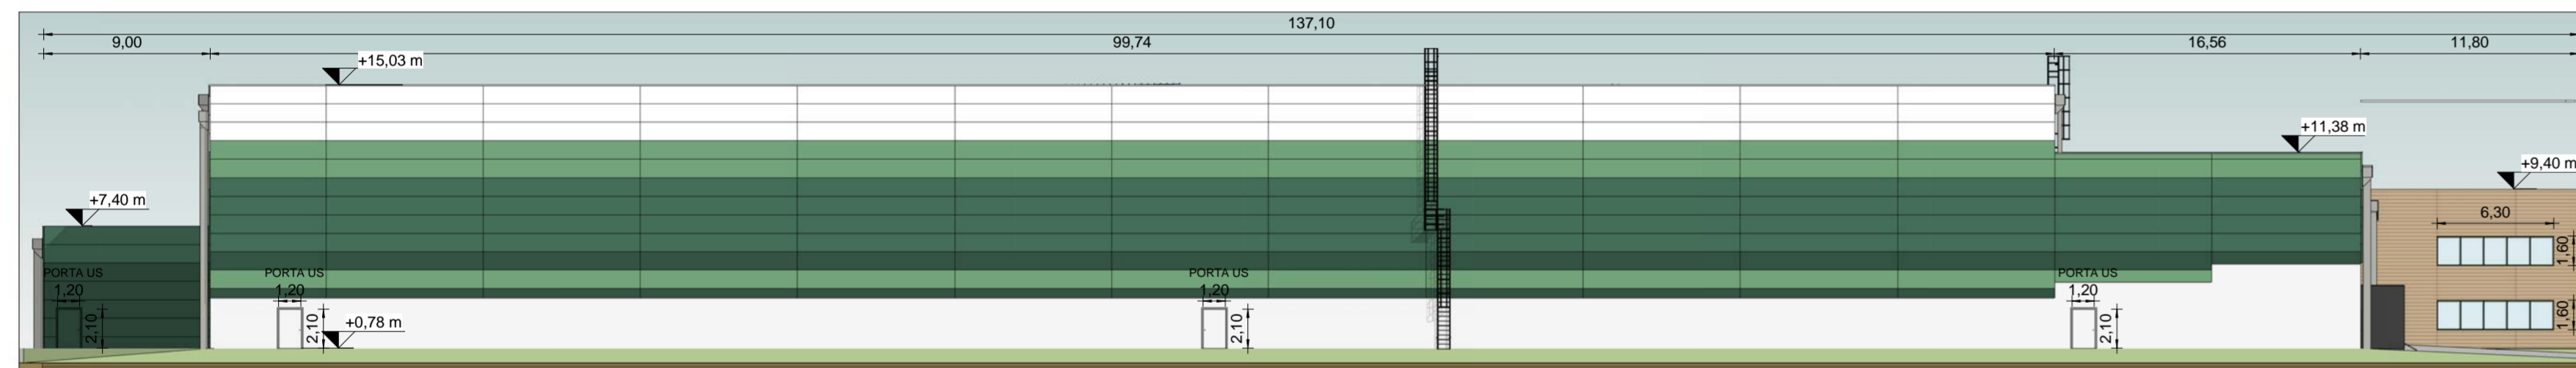 137,10
9,00
99,74
16,56
11,80
+15,03 m
+11,38 m
+9,40 m
+7,40 m
6,30
1,60
PORTA US
PORTA US
PORTA US
PORTA US
1,20
1,20
1,20
1,20
2,10
2,10
+0,78 m
2,10
2,10
1,60